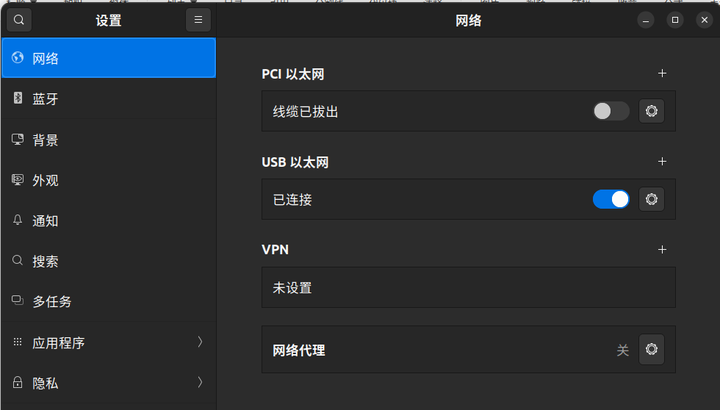 设置
网络
网络
蓝牙
背景
外观
通知
搜索
多任务
应用程序
隐私
PCI 以太网
线缆已拔出
USB 以太网
已连接
VPN
未设置
网络代理
关